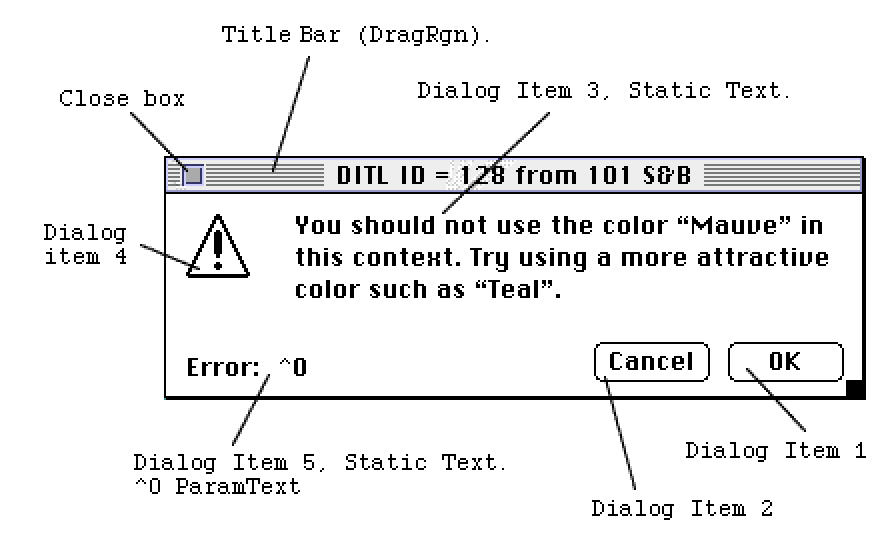 Title Bar (DragRgn).
Dialog Item 3, Static Text.
Close box
DITL ID = 128 from 101 S&B
You should not use the color “Mauve” in
this context. Try using a more attractive
color such as “Teal”.
Dialog
item 4
Error: ^0
Cancel
OK
Dialog Item 1
Dialog Item 5, Static Text.
^0 ParamText
Dialog Item 2